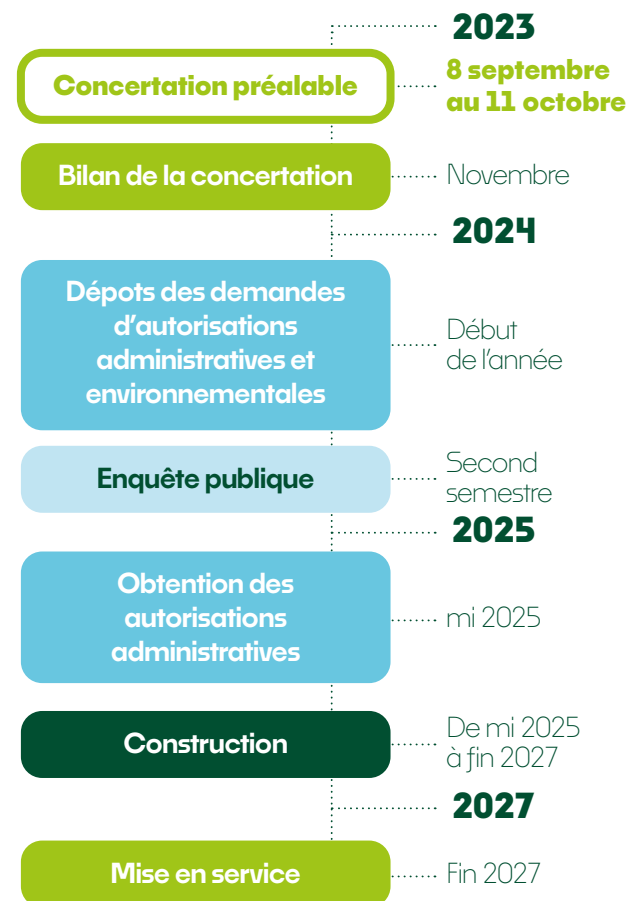 2023
Concertation préalable
8 septembre
au 11 octobre
Bilan de la concertation
Novembre
2024
Dépots des demandes
d'autorisations
administratives et
environnementales
Début
de l'année
Enquête publique
Second
semestre
2025
Obtention des
autorisations
administratives
mi 2025
Construction
De mi 2025
à fin 2027
2027
Mise en service
Fin 2027